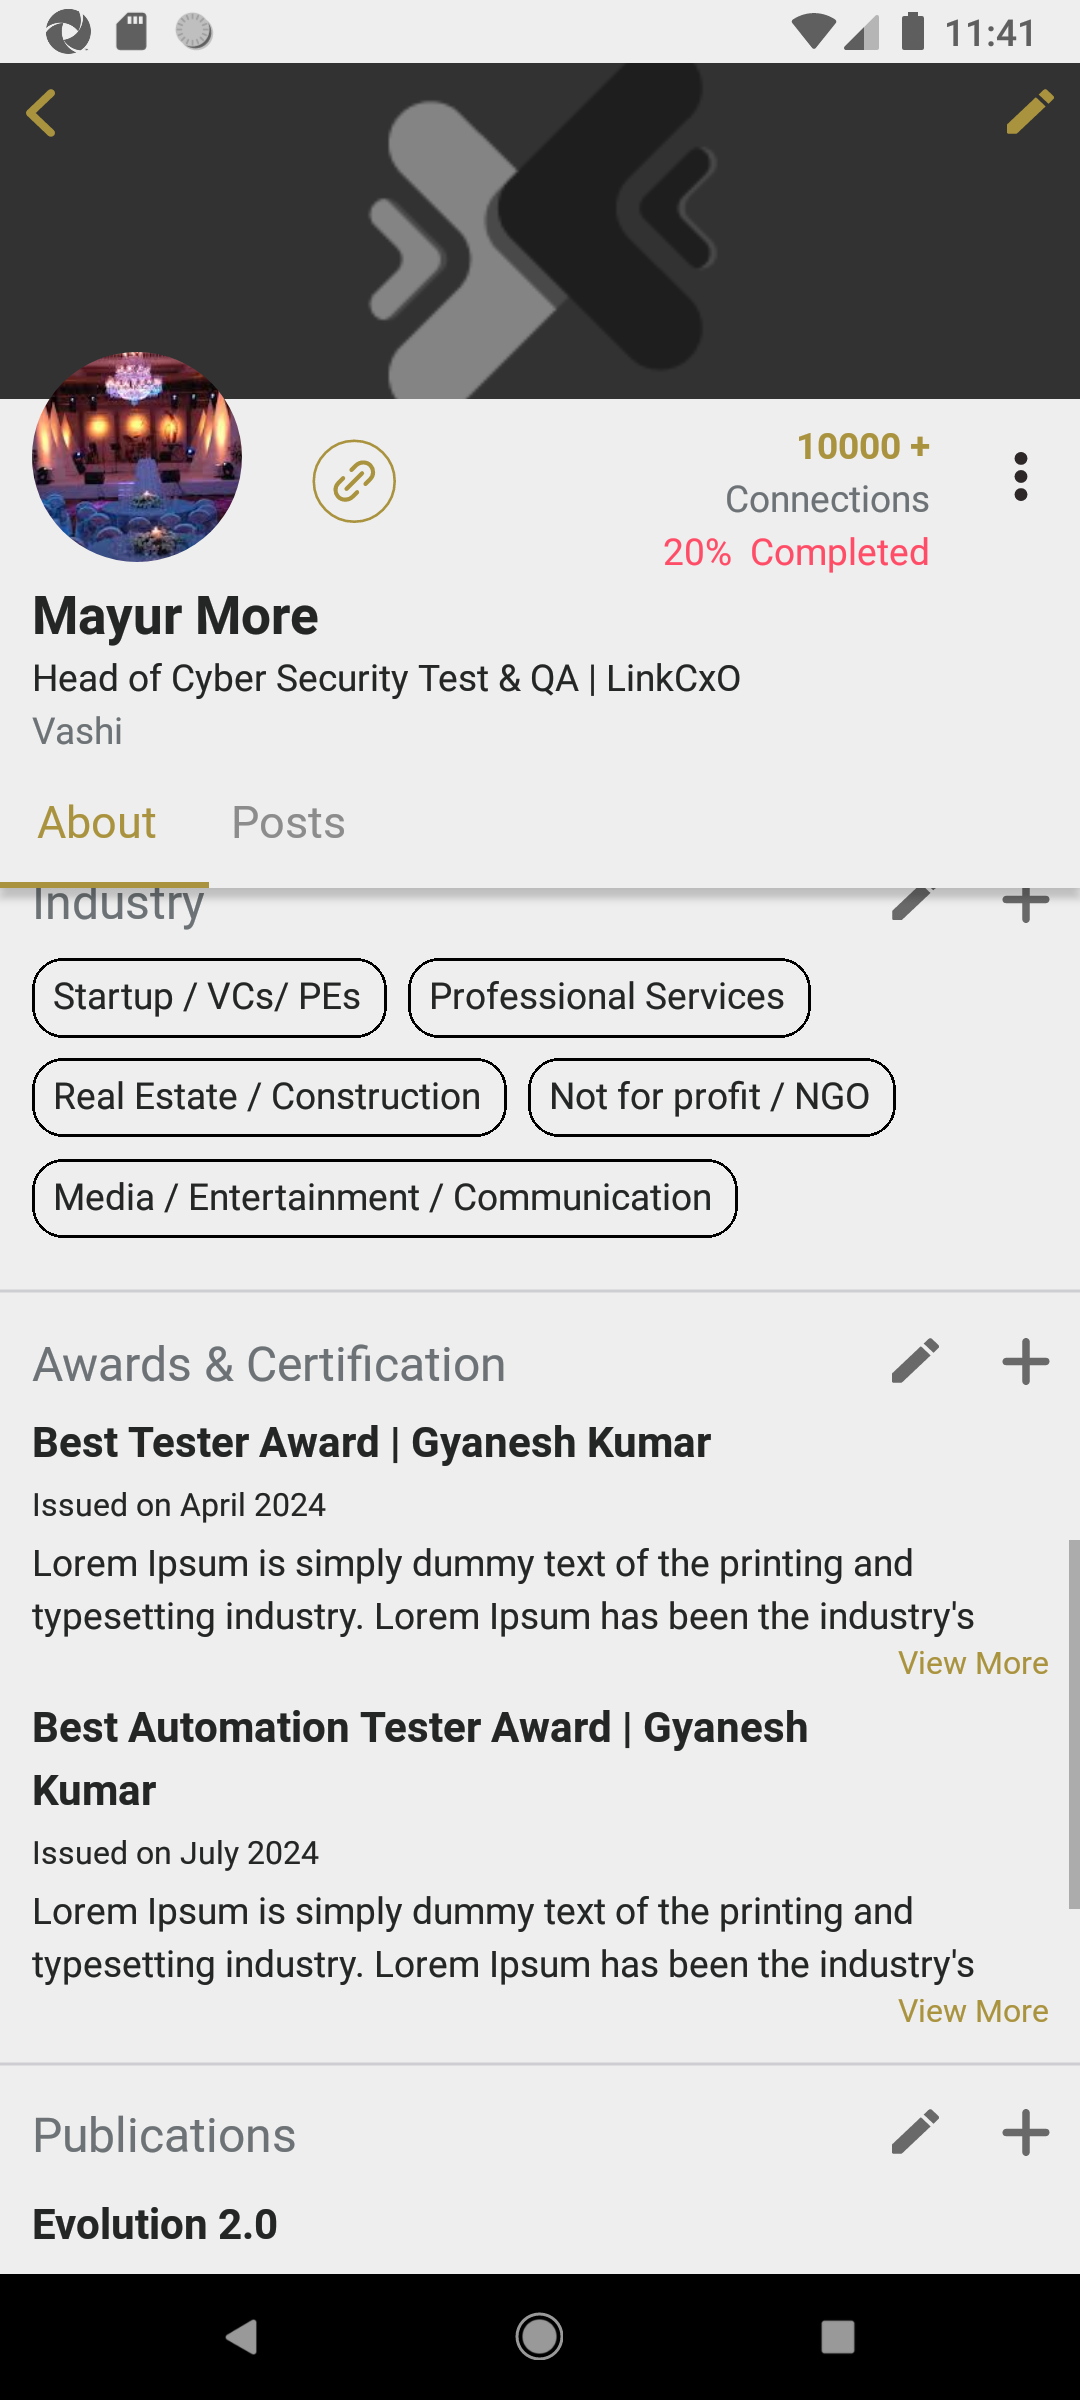 11:41
10000 +
Connections
20% Completed
Mayur More
Head of Cyber Security Test & QA | LinkCxO
Vashi
About Posts
Industry
Startup / VCs/ PEs Professional Services
Real Estate / Construction Not for profit / NGO
Media / Entertainment / Communication
Awards & Certification
Best Tester Award | Gyanesh Kumar
Issued on April 2024
Lorem Ipsum is simply dummy text of the printing and
typesetting industry. Lorem Ipsum has been the industry's
View More
Best Automation Tester Award | Gyanesh
Kumar
Issued on July 2024
Lorem Ipsum is simply dummy text of the printing and
typesetting industry. Lorem Ipsum has been the industry's
View More
Publications
Evolution 2.0